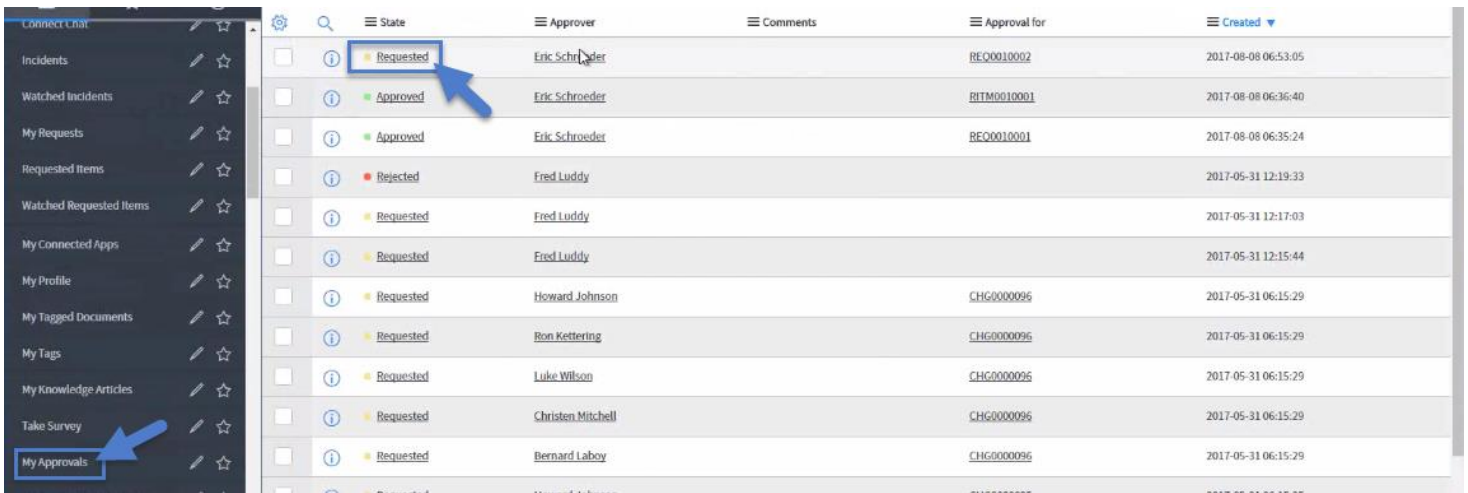 Connect Chat
Incidents
Watched Incidents
My Requests
Requested Items
Watched Requested Items
My Connected Apps
My Profile
My Tagged Documents
My Tags
My Knowledge Articles
Take Survey
My Approvals
State Approver Comments Approval for Created ▼
Requested Eric Schroeder REQ0010002 2017-08-08 06:53:05
Approved Eric Schroeder RITM0010001 2017-08-08 06:36:40
Approved Eric Schroeder REQ0010001 2017-08-08 06:35:24
Rejected Fred Luddy 2017-05-31 12:19:33
Requested Fred Luddy 2017-05-31 12:17:03
Requested Fred Luddy 2017-05-31 12:15:44
Requested Howard Johnson CHG0000096 2017-05-31 06:15:29
Requested Ron Kettering CHG0000096 2017-05-31 06:15:29
Requested Luke Wilson CHG0000096 2017-05-31 06:15:29
Requested Christen Mitchell CHG0000096 2017-05-31 06:15:29
Requested Bernard Laboy CHG0000096 2017-05-31 06:15:29